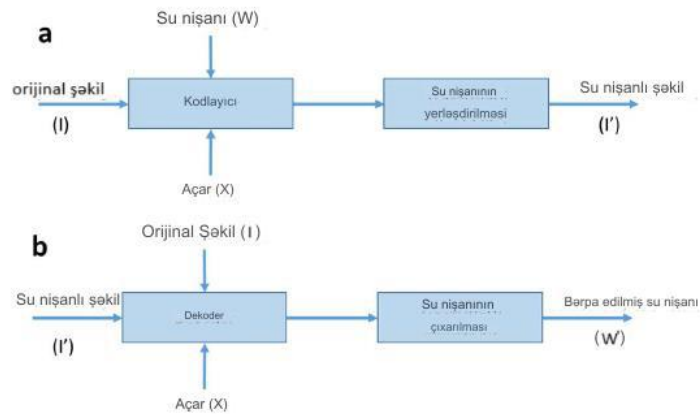 a
Su nişanı (W)
orijinal şəkil
(I)
Kodlayıcı
Su nişanının
yerləşdirilməsi
Su nişanlı şəkil
(I')
Açar (X)
b
Orijinal Şəkil (I)
Su nişanlı şəkil
(I')
Dekoder
Su nişanının
çıxarılması
Bərpa edilmiş su nişanı
(W')
Açar (X)